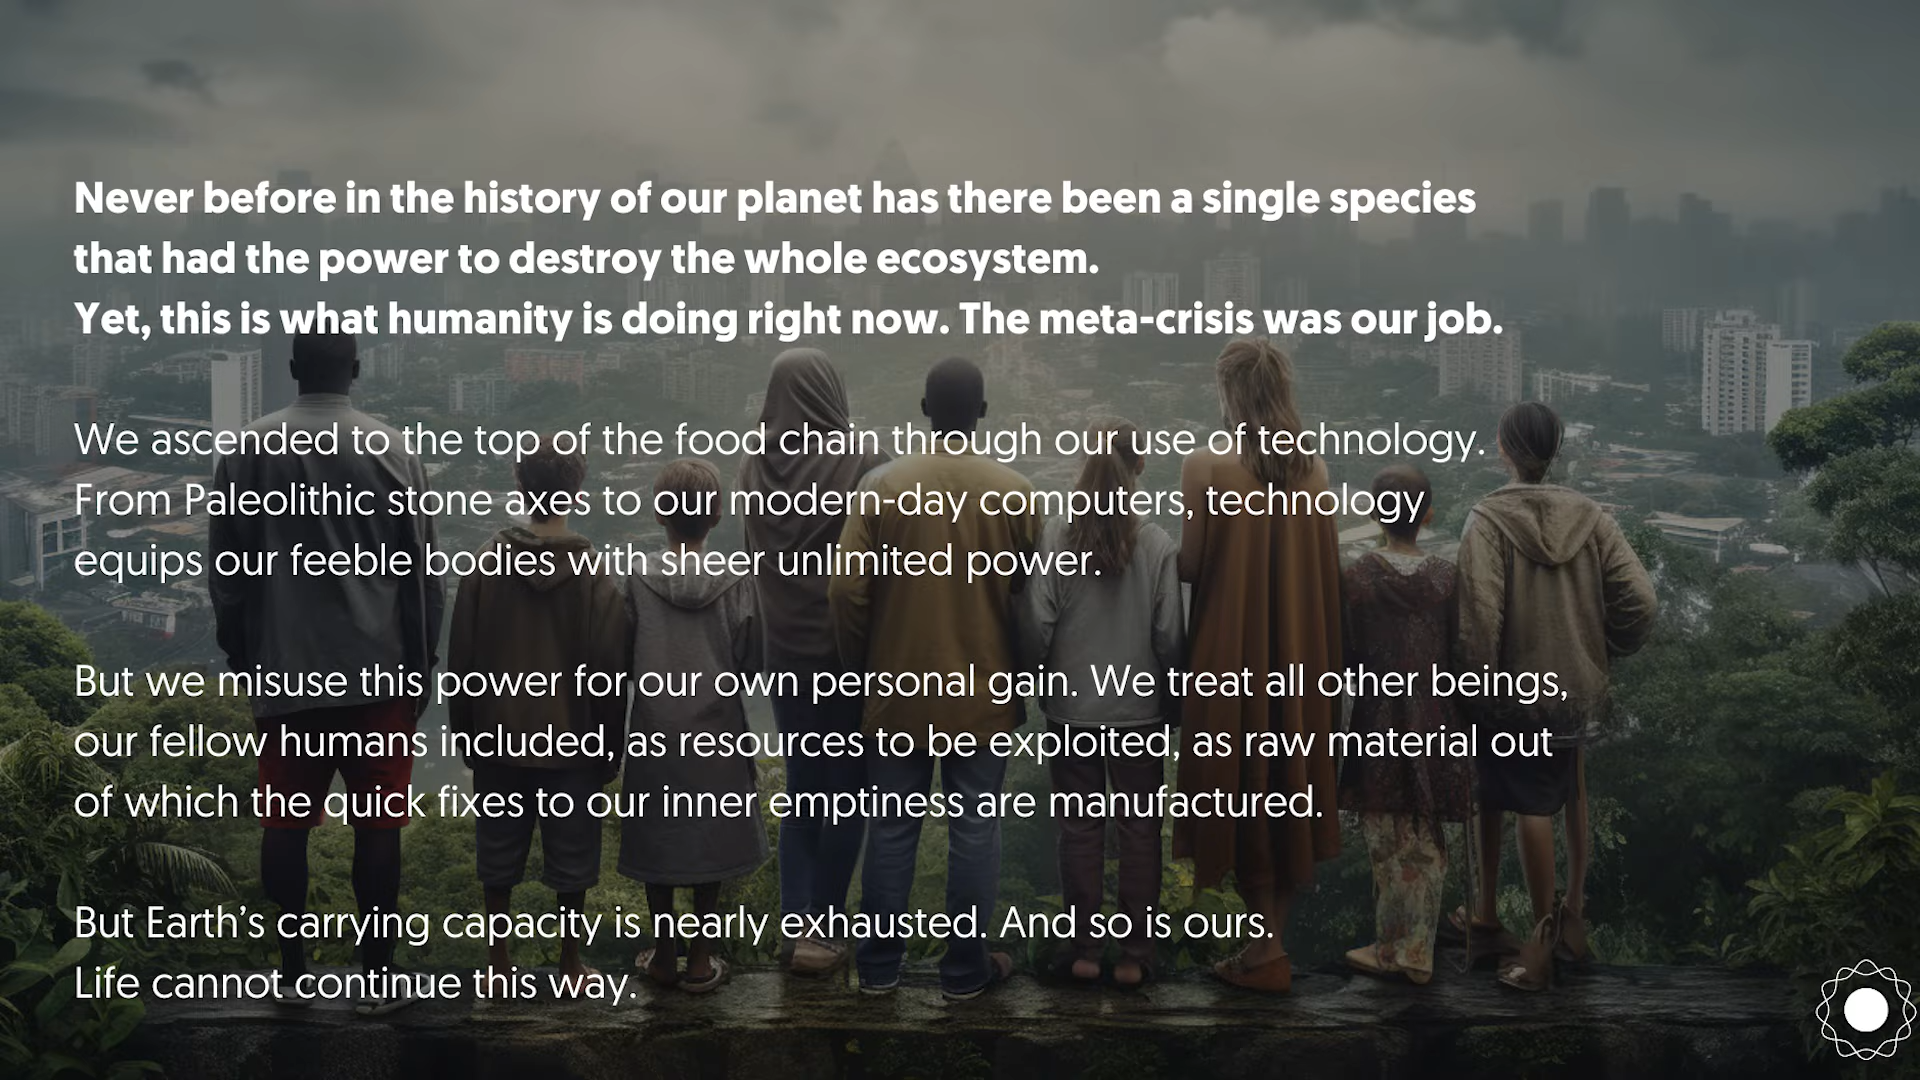 Never before in the history of our planet has there been a single species
that had the power to destroy the whole ecosystem.
Yet, this is what humanity is doing right now. The meta-crisis was our job.
We ascended to the top of the food chain through our use of technology.
From Paleolithic stone axes to our modern-day computers, technology
equips our feeble bodies with sheer unlimited power.
But we misuse this power for our own personal gain. We treat all other beings,
our fellow humans included, as resources to be exploited, as raw material out
of which the quick fixes to our inner emptiness are manufactured.
But Earth’s carrying capacity is nearly exhausted. And so is ours.
Life cannot continue this way.